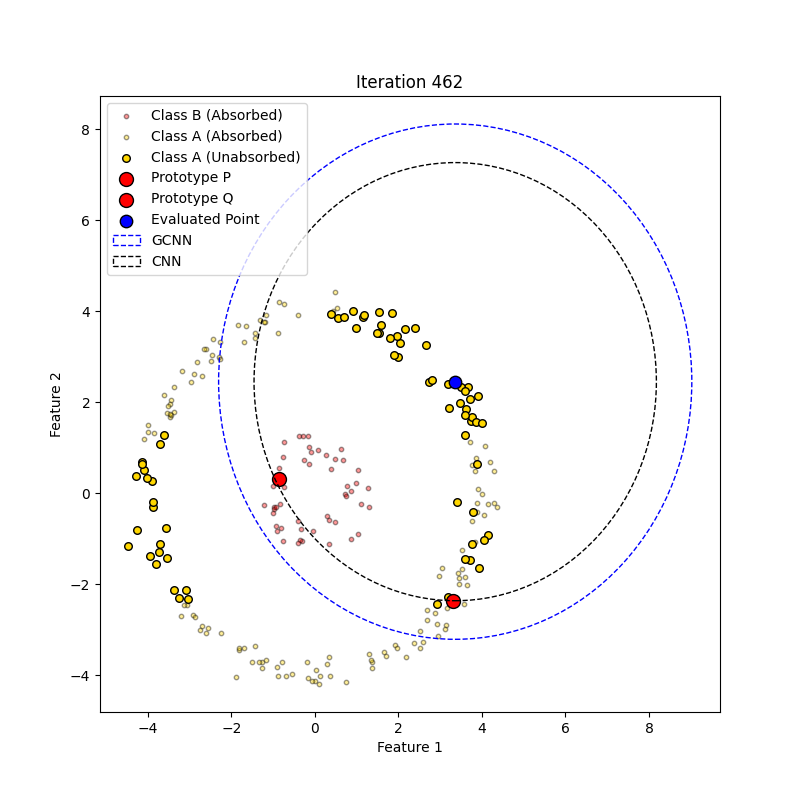 Iteration 462
Class B (Absorbed)
Class A (Absorbed)
Class A (Unabsorbed)
Prototype P
Prototype Q
Evaluated Point
GCNN
CNN
8
6
4
2
0
−2
−4
Feature 2
−4
−2
0
2
4
6
8
Feature 1